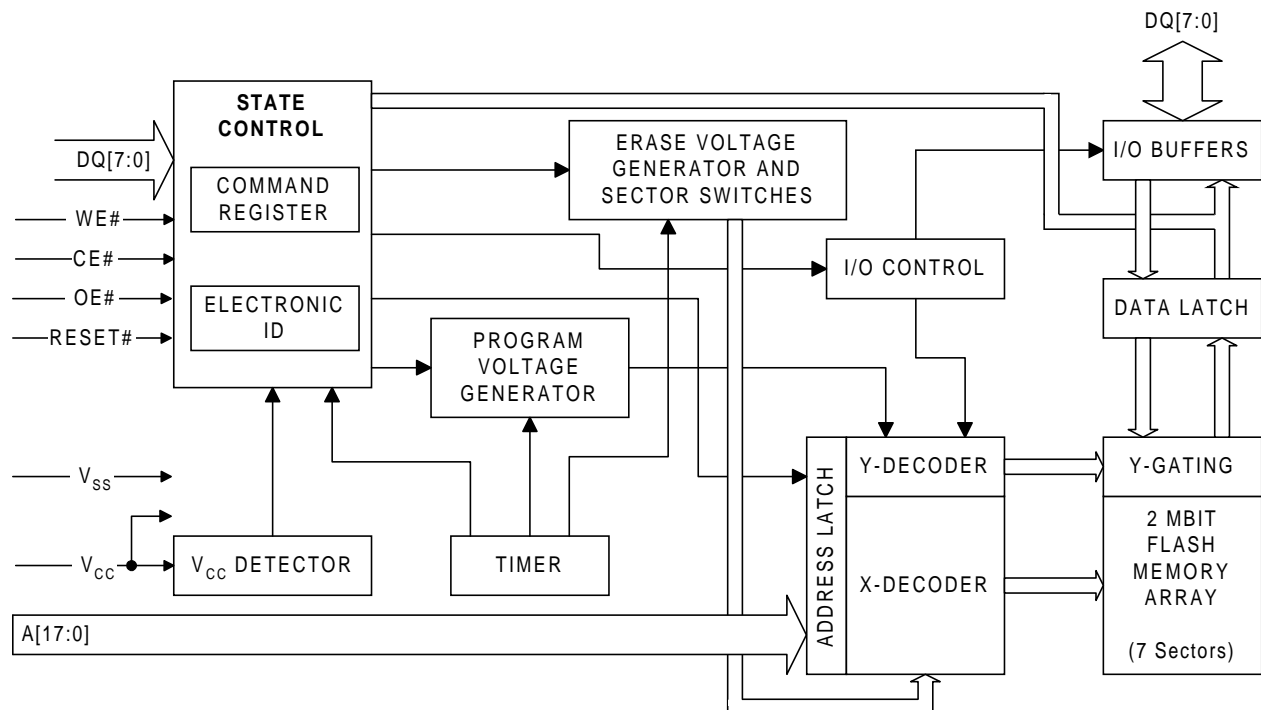 DQ[7:0]
STATE
CONTROL
DQ[7:0]
COMMAND
REGISTER
WE#
CE#
OE#
RESET#
ELECTRONIC
ID
ERASE VOLTAGE
GENERATOR AND
SECTOR SWITCHES
I/O BUFFERS
I/O CONTROL
DATA LATCH
PROGRAM
VOLTAGE
GENERATOR
VSS
VCC
VCC DETECTOR
TIMER
ADDRESS LATCH
Y-DECODER
X-DECODER
Y-GATING
2 MBIT
FLASH
MEMORY
ARRAY
(7 Sectors)
A[17:0]